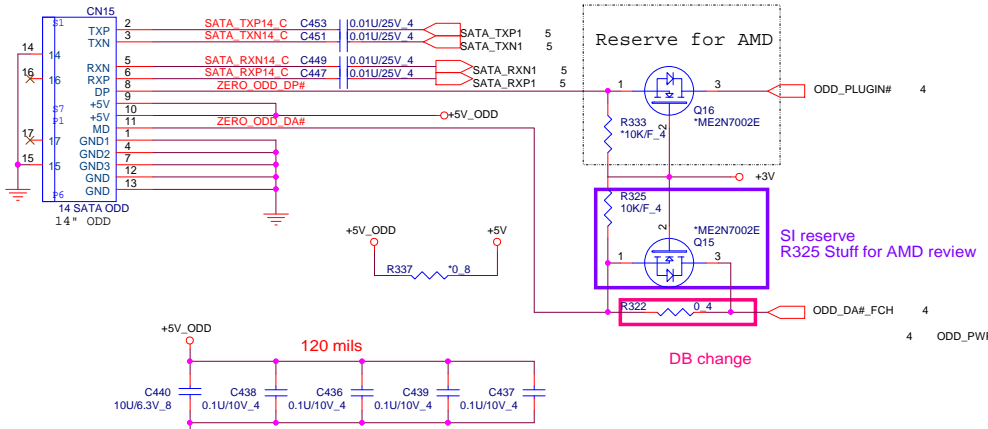 CN15
S1
TXP 2 SATA_TXP14_C C453 0.01U/25V_4 SATA_TXP1 5
TXN 3 SATA_TXN14_C C451 0.01U/25V_4 SATA_TXN1 5
14 14
RXN 5 SATA_RXN14_C C449 0.01U/25V_4 SATA_RXN1 5
RXP 6 SATA_RXP14_C C447 0.01U/25V_4 SATA_RXP1 5
16 16
DP 8 ZERO_ODD_DP#
+5V 9
S7
+5V 10 +5V_ODD
P1
MD 11 ZERO_ODD_DA#
17 17
GND1 1
GND2 4
15 15
GND3 7
GND 12
P6
GND 13
14 SATA ODD
14" ODD
Reserve for AMD
1 3 ODD_PLUGIN# 4
Q16
*ME2N7002E
2
R333
*10K/F_4
+3V
R325
10K/F_4
2
*ME2N7002E
Q15
1 3
SI reserve
R325 Stuff for AMD review
R322 0_4 ODD_DA#_FCH 4
DB change
4 ODD_PW
+5V_ODD +5V
R337 *0_8
+5V_ODD
120 mils
C440
10U/6.3V_8
C438
0.1U/10V_4
C436
0.1U/10V_4
C439
0.1U/10V_4
C437
0.1U/10V_4